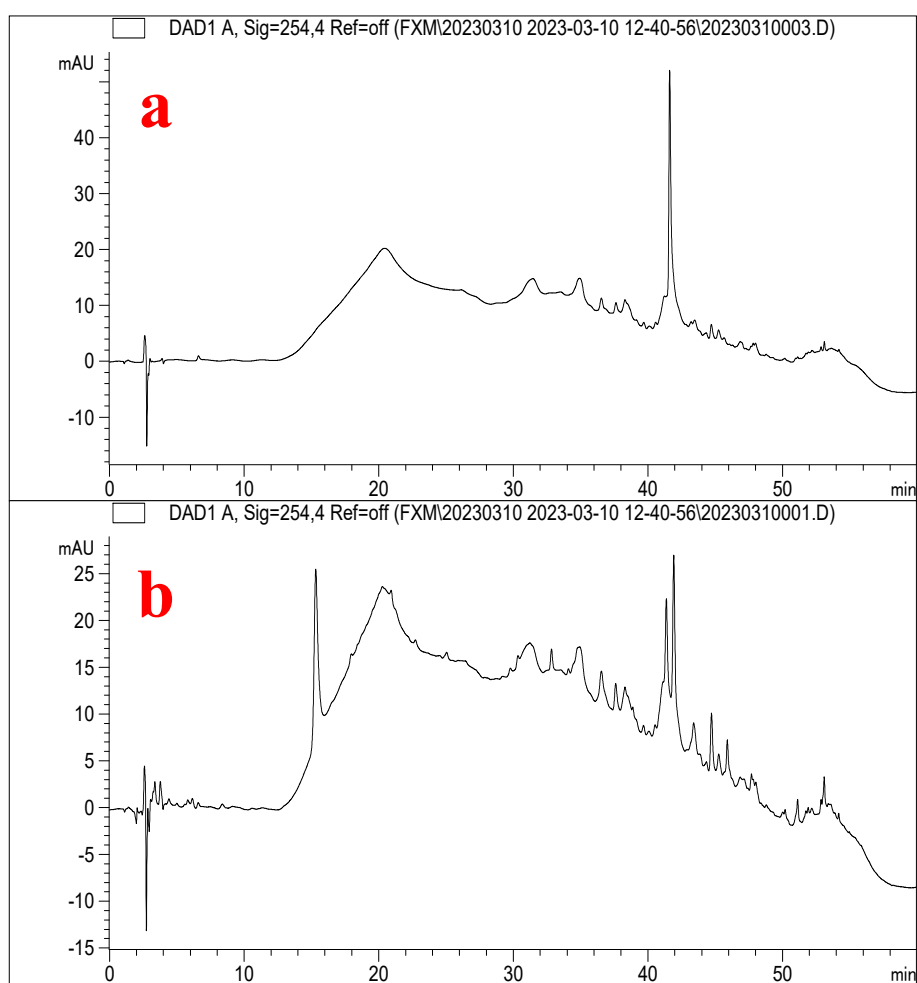 DAD1 A, Sig=254,4 Ref=off (FXM\20230310 2023-03-10 12-40-56\20230310003.D)
mAU
a
40
30
20
10
0
-10
0 10 20 30 40 50 min
DAD1 A, Sig=254,4 Ref=off (FXM\20230310 2023-03-10 12-40-56\20230310001.D)
mAU
b
25
20
15
10
5
0
-5
-10
-15
0 10 20 30 40 50 min